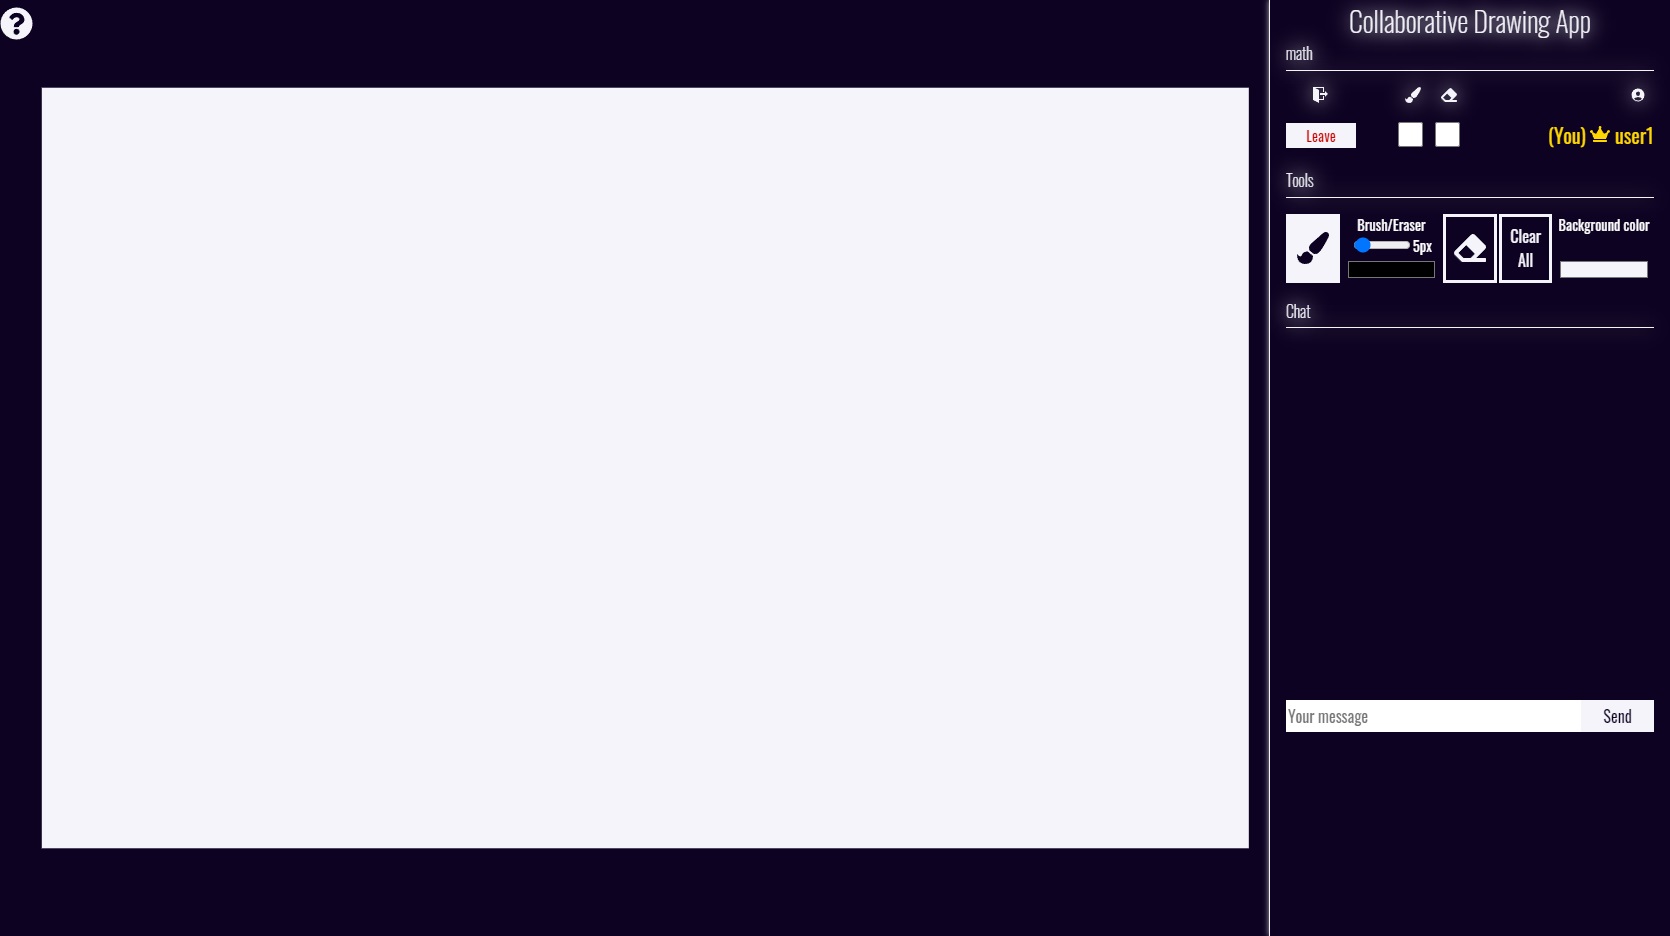 Collaborative Drawing App
math
Leave
(You) user1
Tools
Brush/Eraser
5px
Clear
All
Background color
Chat
Your message
Send